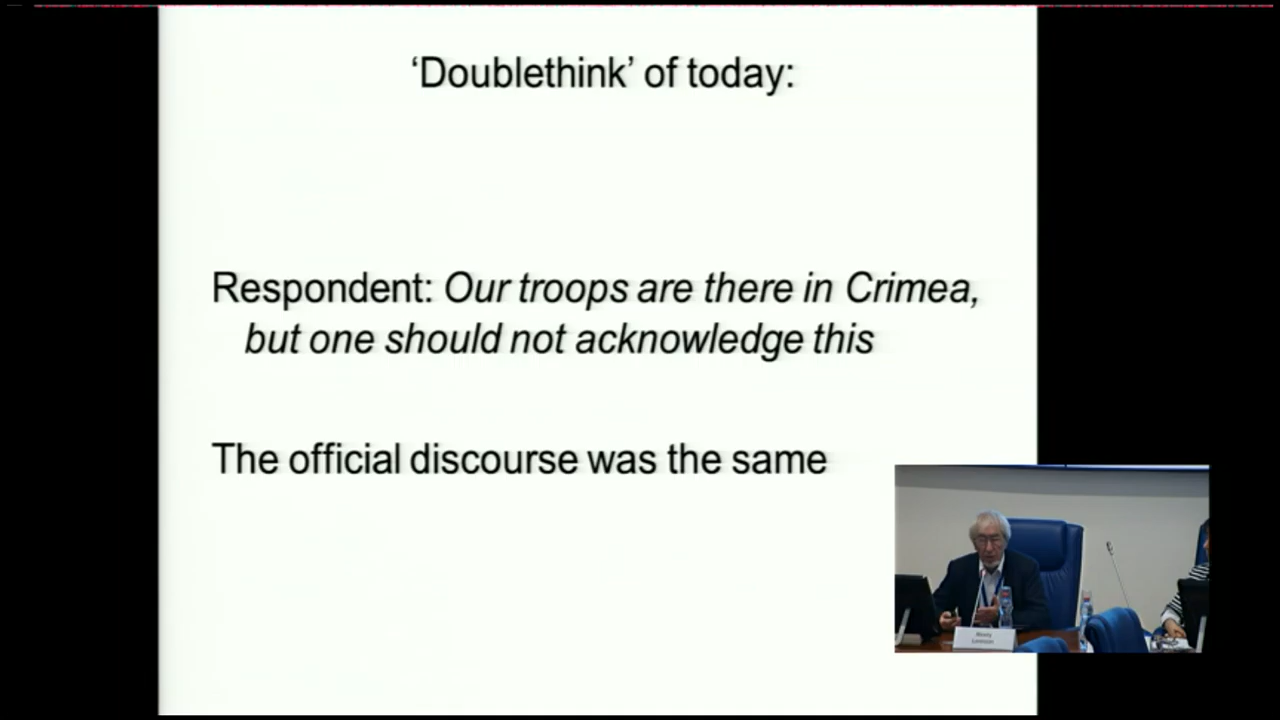 ‘Doublethink’ of today:
Respondent: Our troops are there in Crimea,
but one should not acknowledge this
The official discourse was the same